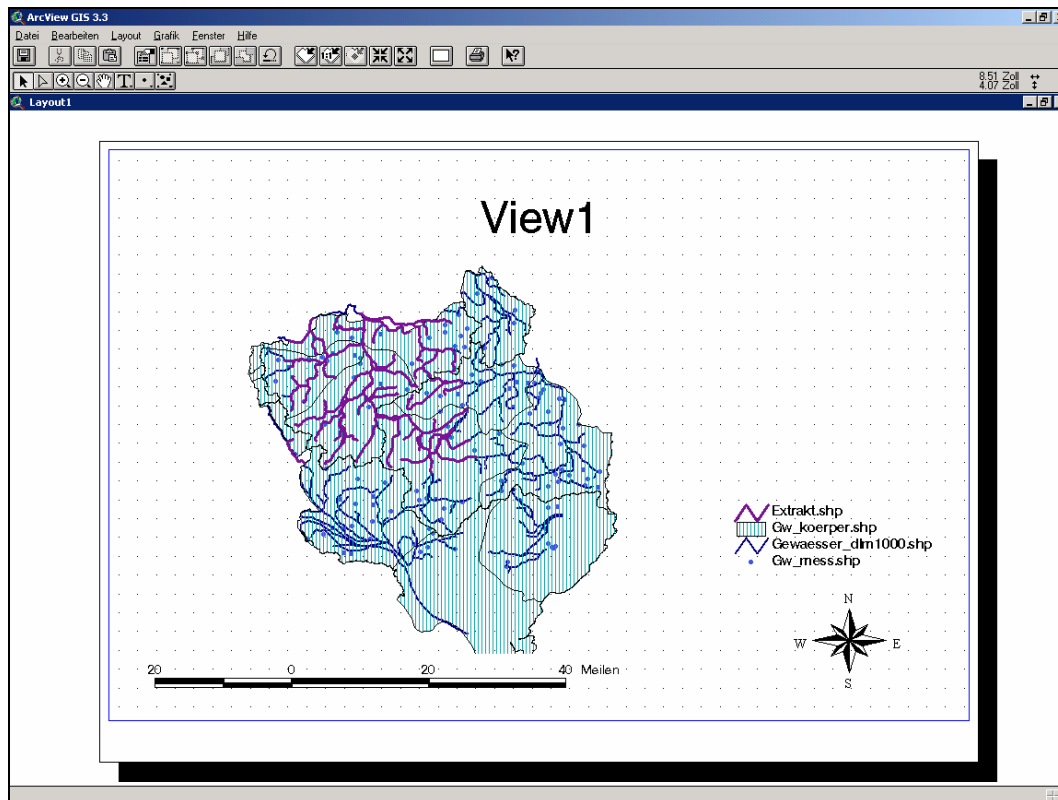 ArcView GIS 3.3
Datei Bearbeiten Layout Grafik Fenster Hilfe
8.51 Zoll
4.07 Zoll
Layout1
View1
Extrakt.shp
Gw_koerper.shp
Gewaesser_dlm1000.shp
Gw_mess.shp
N
W E
S
20 0 20 40 Meilen